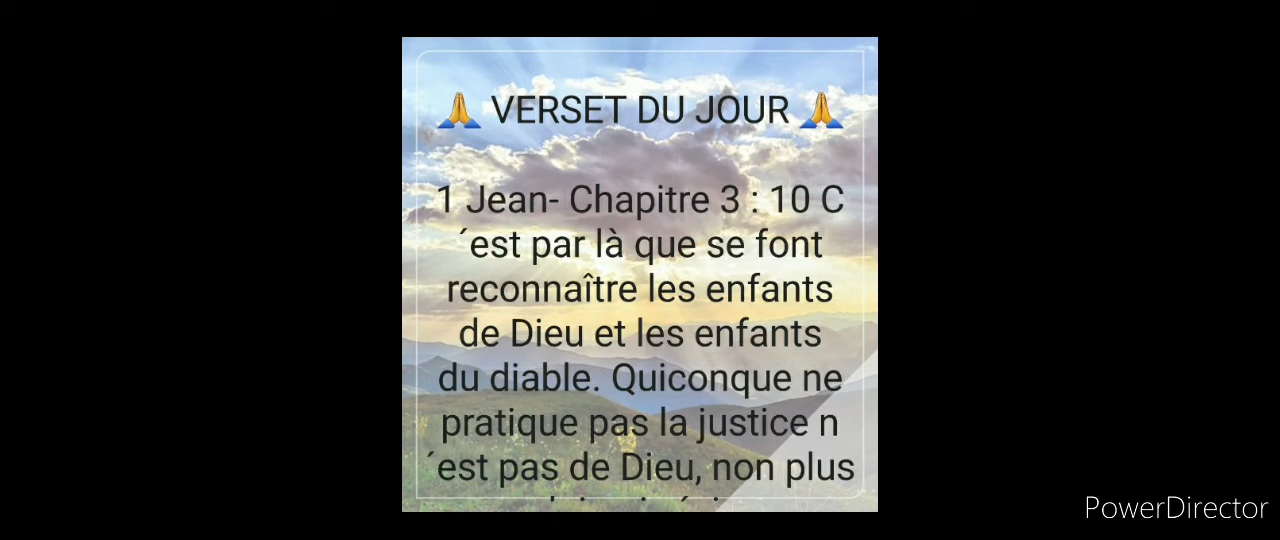 🙏 VERSET DU JOUR 🙏
1 Jean- Chapitre 3 : 10 C
´est par là que se font
reconnaître les enfants
de Dieu et les enfants
du diable. Quiconque ne
pratique pas la justice n
´est pas de Dieu, non plus
PowerDirector